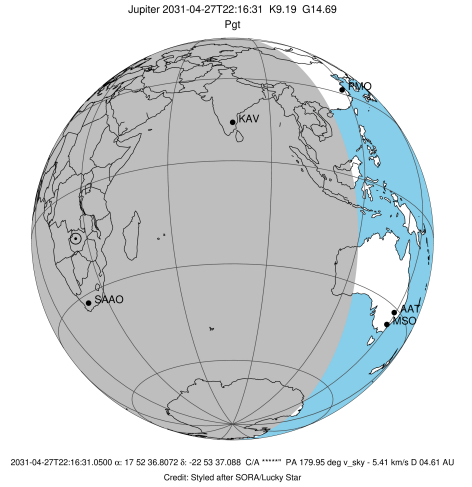 Jupiter 2031-04-27T22:16:31 K9.19 G14.69
Pgt
PMO
KAV
SAAO
AAT
MSO
2031-04-27T22:16:31.0500 α: 17 52 36.8072 δ: -22 53 37.088 C/A *****" PA 179.95 deg v_sky - 5.41 km/s D 04.61 AU
Credit: Styled after SORA/Lucky Star